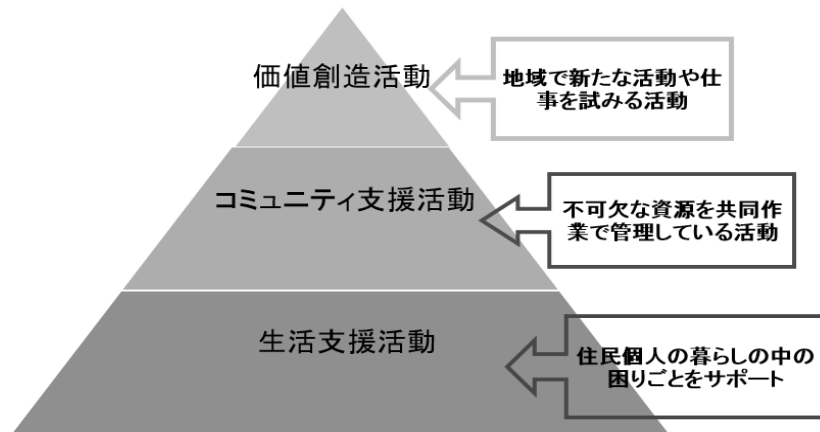 価値創造活動
地域で新たな活動や仕
事を試みる活動
コミュニティ支援活動
不可欠な資源を共同作
業で管理している活動
生活支援活動
住民個人の暮らしの中の
困りごとをサポート